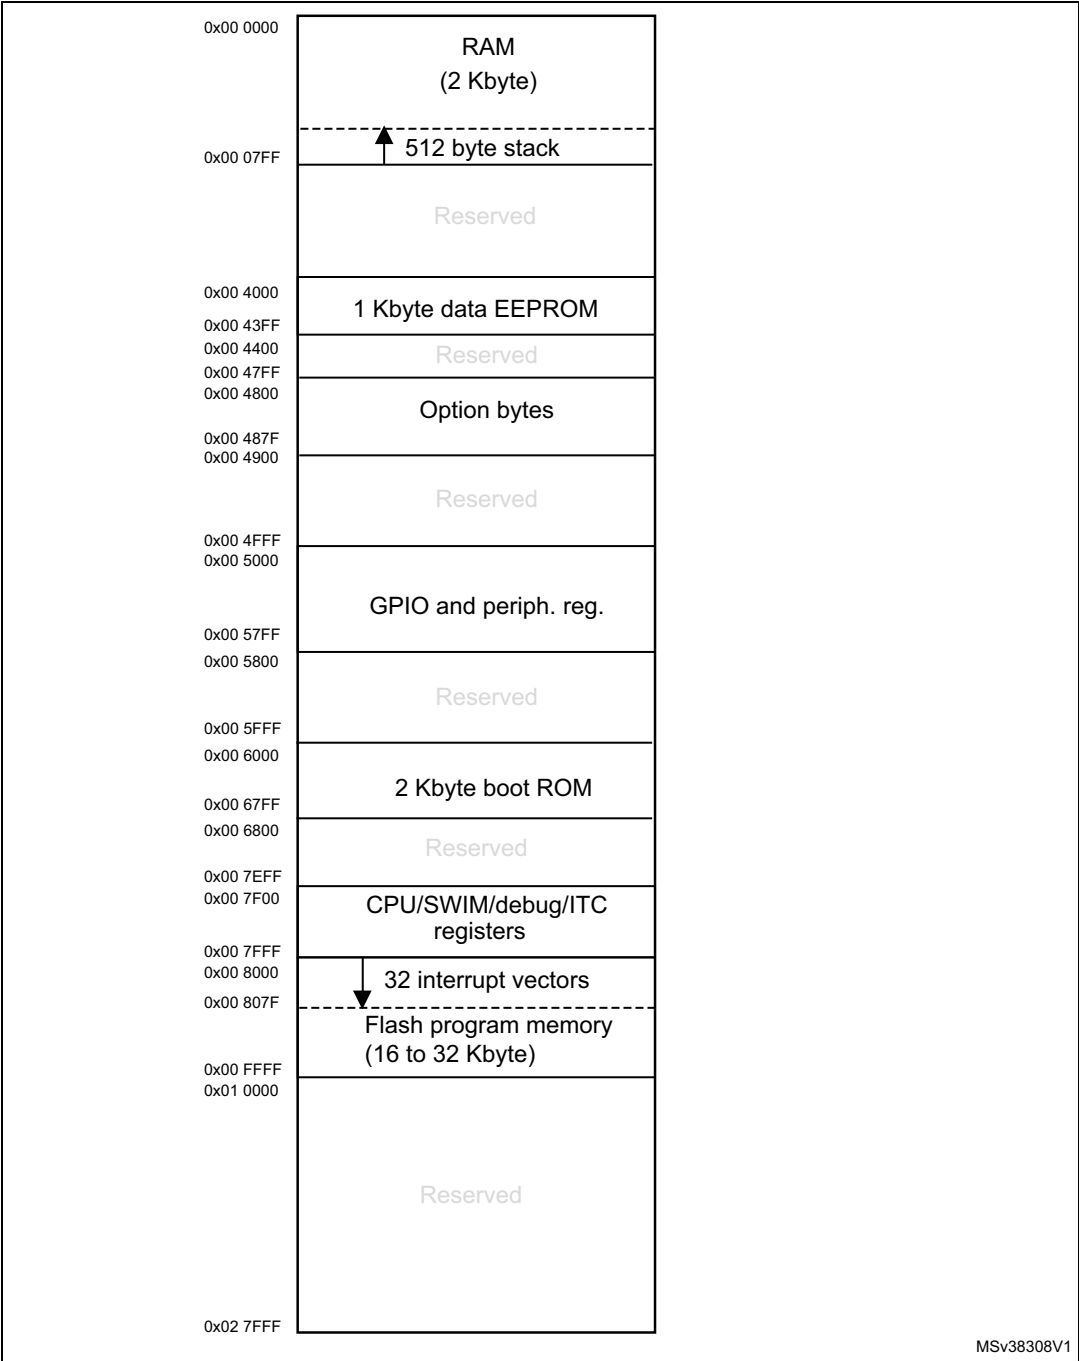 0x00 0000
RAM
(2 Kbyte)
512 byte stack
0x00 07FF
Reserved
0x00 4000
1 Kbyte data EEPROM
0x00 43FF
0x00 4400
Reserved
0x00 47FF
0x00 4800
Option bytes
0x00 487F
0x00 4900
Reserved
0x00 4FFF
0x00 5000
GPIO and periph. reg.
0x00 57FF
0x00 5800
Reserved
0x00 5FFF
0x00 6000
2 Kbyte boot ROM
0x00 67FF
0x00 6800
Reserved
0x00 7EFF
0x00 7F00
CPU/SWIM/debug/ITC
registers
0x00 7FFF
0x00 8000
32 interrupt vectors
0x00 807F
Flash program memory
(16 to 32 Kbyte)
0x00 FFFF
0x01 0000
Reserved
0x02 7FFF
MSv38308V1